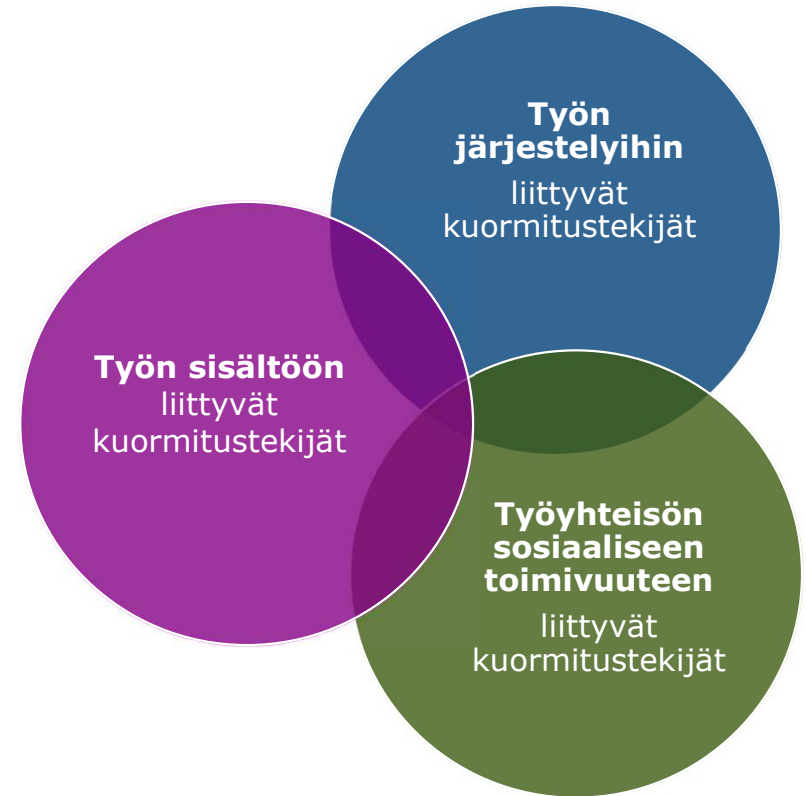 Työn
järjestelyihin
liittyvät
kuormitustekijät
Työn sisältöön
liittyvät
kuormitustekijät
Työyhteisön
sosiaaliseen
toimivuuteen
liittyvät
kuormitustekijät